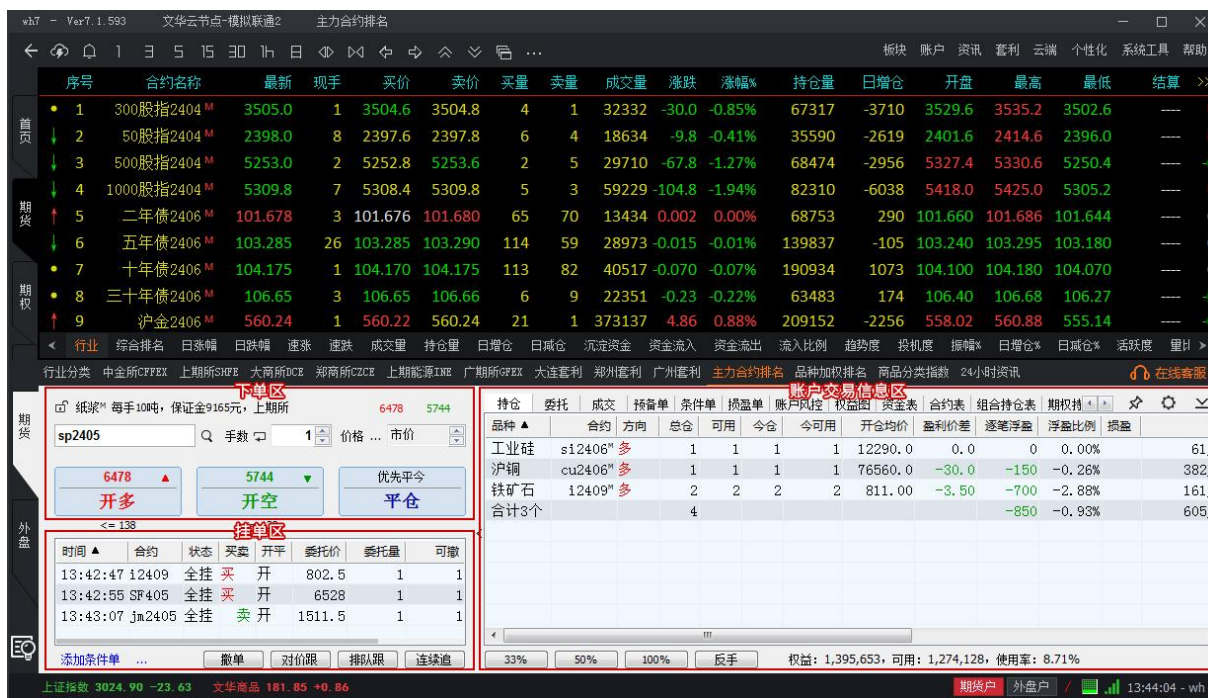 wh7 - Ver7.1.593 文华云节点-模拟联通2 主力合约排名
1 3 5 15 30 1h 日 ... 板块 账户 资讯 套利 云端 个性化 系统工具 帮助
序号 合约名称 最新 现手 买价 卖价 买量 卖量 成交量 涨跌 涨幅% 持仓量 日增仓 开盘 最高 最低 结算 >>
1 300股指2404 M 3505.0 1 3504.6 3504.8 4 1 32332 -30.0 -0.85% 67317 -3710 3529.6 3535.2 3502.6 ----
2 50股指2404 M 2398.0 8 2397.6 2397.8 6 4 18634 -9.8 -0.41% 35590 -2619 2401.6 2414.6 2396.0 ----
3 500股指2404 M 5253.0 2 5252.8 5253.6 2 5 29710 -67.8 -1.27% 68474 -2956 5327.4 5330.6 5250.4 ----
4 1000股指2404 M 5309.8 7 5308.4 5309.8 5 3 59229 -104.8 -1.94% 82310 -6038 5418.0 5425.0 5305.2 ----
5 二年债2406 M 101.678 3 101.676 101.680 65 70 13434 0.002 0.00% 68753 290 101.660 101.686 101.644 ----
6 五年债2406 M 103.285 26 103.285 103.290 114 59 28973 -0.015 -0.01% 139837 -105 103.240 103.295 103.180 ----
7 十年债2406 M 104.175 1 104.170 104.175 113 82 40517 -0.070 -0.07% 190934 1073 104.100 104.180 104.070 ----
8 三十年债2406 M 106.65 3 106.65 106.66 6 9 22351 -0.23 -0.22% 63483 174 106.40 106.68 106.27 ----
9 沪金2406 M 560.24 1 560.22 560.24 21 1 373137 4.86 0.88% 209152 -2256 558.02 560.88 555.14 ----
首页
期货
期权
< 行业 综合排名 日涨幅 日跌幅 速涨 速跌 成交量 持仓量 日增仓 日减仓 沉淀资金 资金流入 资金流出 流入比例 趋势度 投机度 振幅% 日增仓% 日减仓% 活跃度 >
行业分类 中金所CFFEX 上期所SHFE 大商所DCE 郑商所CZCE 上期能源INE 广期所GFEX 大连套利 郑州套利 广州套利 主力合约排名 品种加权排名 商品分类指数 24小时资讯 在线客服
期货
外盘
下单区
纸浆M 每手10吨，保证金9165元，上期所 6478 5744
sp2405 手数 1 价格 ... 市价
6478 ▲ 5744 ▼ 优先平今
开多 开空 平仓
<= 138
挂单区
时间▲ 合约 状态 买卖 开平 委托价 委托量 可撤
13:42:47 i2409 全挂 买 开 802.5 1 1
13:42:55 SF405 全挂 买 开 6528 1 1
13:43:07 jm2405 全挂 卖 开 1511.5 1 1
添加条件单 ... 撤单 对价跟 排队跟 连续追
账户交易信息区
持仓 委托 成交 预备单 条件单 损盈单 账户风控 权益图 资金表 合约表 组合持仓表 期权持
品种▲ 合约 方向 总仓 可用 今仓 今可用 开仓均价 盈利价差 逐笔浮盈 浮盈比例 损盈
工业硅 si2406M 多 1 1 1 1 12290.0 0.0 0 0.00% 61,
沪铜 cu2406M 多 1 1 1 1 76560.0 -30.0 -150 -0.26% 382,
铁矿石 i2409M 多 2 2 2 2 811.00 -3.50 -700 -2.88% 161,
合计3个 4 -850 -0.93% 605,
33% 50% 100% 反手 权益：1,395,653，可用：1,274,128，使用率：8.71%
上证指数 3024.90 -23.63 文华商品 181.85 +0.86 期货户 外盘户 13:44:04 - wh